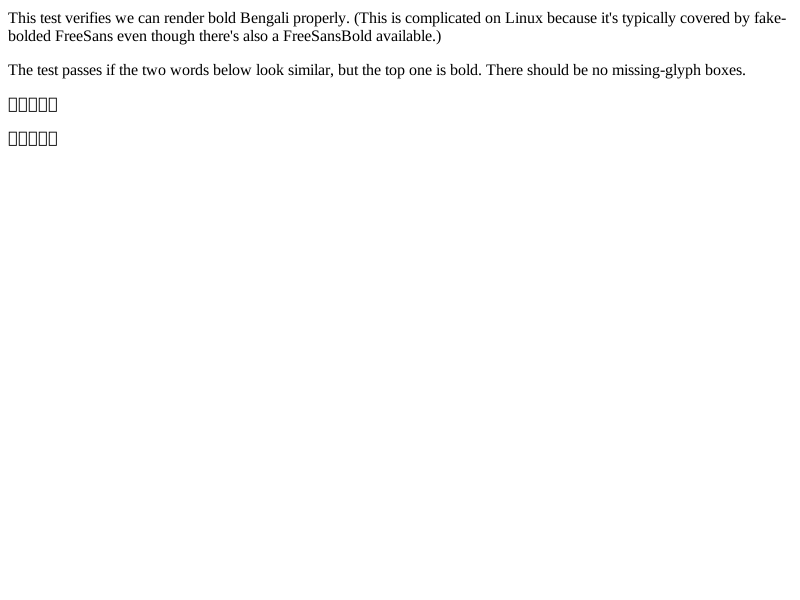 This test verifies we can render bold Bengali properly. (This is complicated on Linux because it's typically covered by fake-
bolded FreeSans even though there's also a FreeSansBold available.)
The test passes if the two words below look similar, but the top one is bold. There should be no missing-glyph boxes.